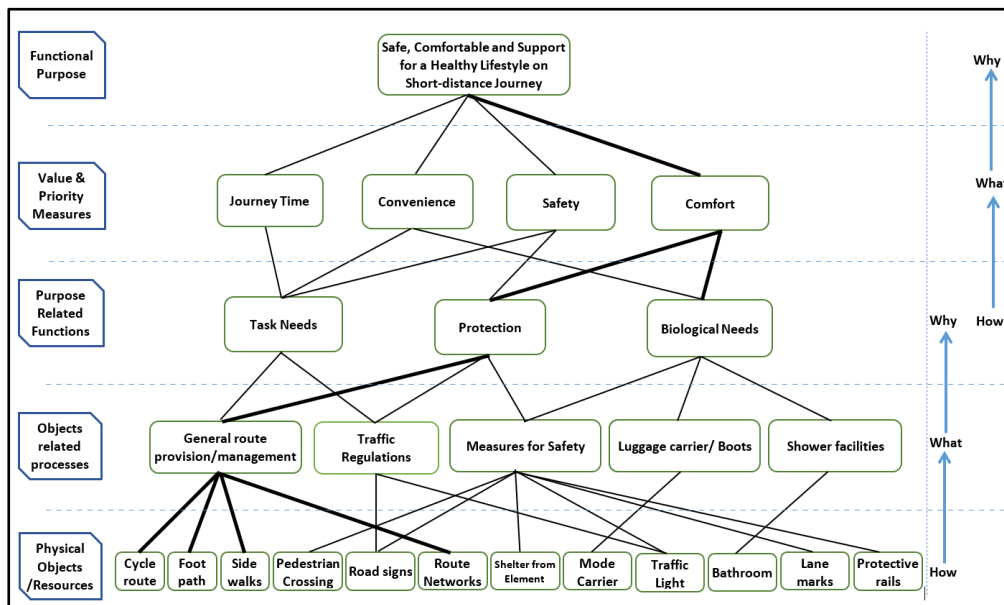 Functional
Purpose
Safe, Comfortable and Support
for a Healthy Lifestyle on
Short-distance Journey
Why
Value &
Priority
Measures
Journey Time
Convenience
Safety
Comfort
What
Purpose
Related
Functions
Task Needs
Protection
Biological Needs
Why
How
Objects
related
processes
General route
provision/management
Traffic
Regulations
Measures for Safety
Luggage carrier/ Boots
Shower facilities
What
Physical
Objects
/Resources
Cycle
route
Foot
path
Side
walks
Pedestrian
Crossing
Road signs
Route
Networks
Shelter from
Element
Mode
Carrier
Traffic
Light
Bathroom
Lane
marks
Protective
rails
How